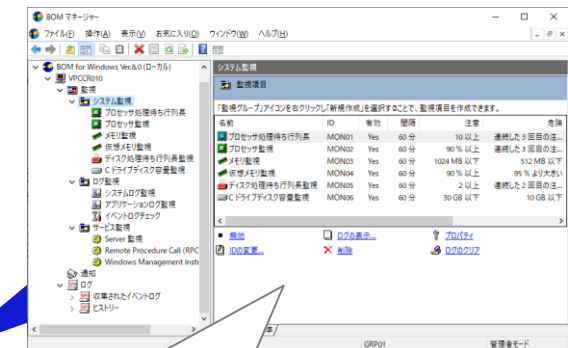 BOM マネージャー
ファイル(F) 操作(A) 表示(V) お気に入り(O) ウィンドウ(W) ヘルプ(H)
BOM for Windows Ver.8.0 (ローカル)
VPCCR010
監視
システム監視
プロセッサ処理待ち行列長
プロセッサ監視
メモリ監視
仮想メモリ監視
ディスク処理待ち行列長監視
C ドライブディスク容量監視
ログ監視
システムログ監視
アプリケーションログ監視
イベントログチェック
サービス監視
Server 監視
Remote Procedure Call (RPC
Windows Management Instr
通知
ログ
収集されたイベントログ
ヒストリー
システム監視
監視項目
「監視グループ」アイコンを右クリックし「新規作成」を選択することで、監視項目を作成できます。
名前 ID 有効 間隔 注意 危険
プロセッサ処理待ち行列長 MON01 Yes 60 分 10 以上 連続した 3 回目の注...
プロセッサ監視 MON02 Yes 60 分 90 % 以上 連続した 3 回目の注...
メモリ監視 MON03 Yes 60 分 1024 MB 以下 512 MB 以下
仮想メモリ監視 MON04 Yes 60 分 90 % 以上 95 % より大きい
ディスク処理待ち行列長監視 MON05 Yes 60 分 2 以上 連続した 2 回目の注...
C ドライブディスク容量監視 MON06 Yes 60 分 30 GB 以下 10 GB 以下
無効 ログの表示... プロパティ
IDの変更... 削除 ログのクリア
準
GRP01 管理者モード